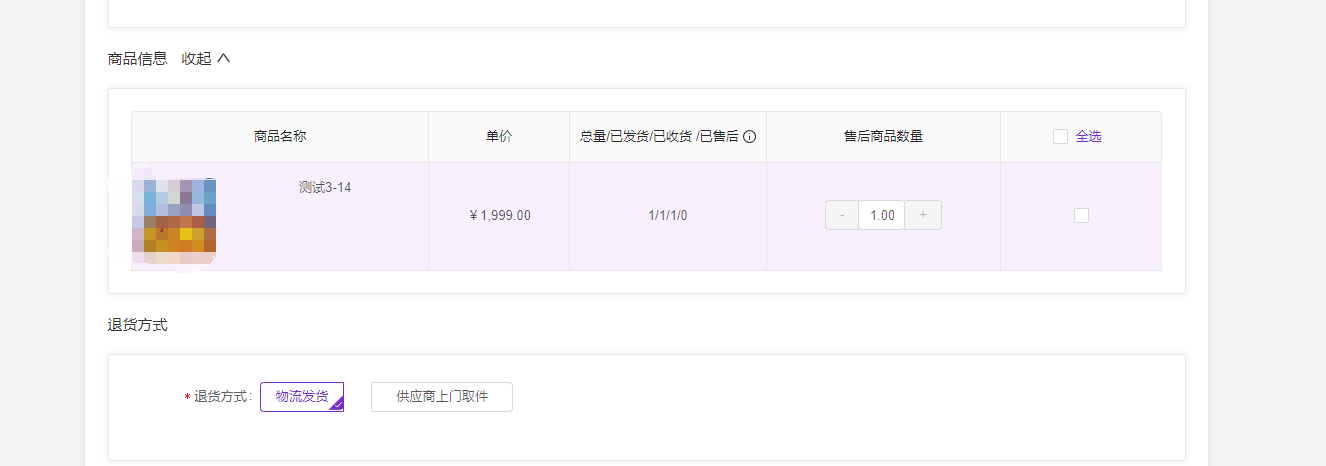 商品信息 收起
商品名称 单价 总量/已发货/已收货 /已售后 售后商品数量 全选
测试3-14
¥ 1,999.00 1/1/1/0 - 1.00 +
退货方式
* 退货方式: 物流发货 供应商上门取件